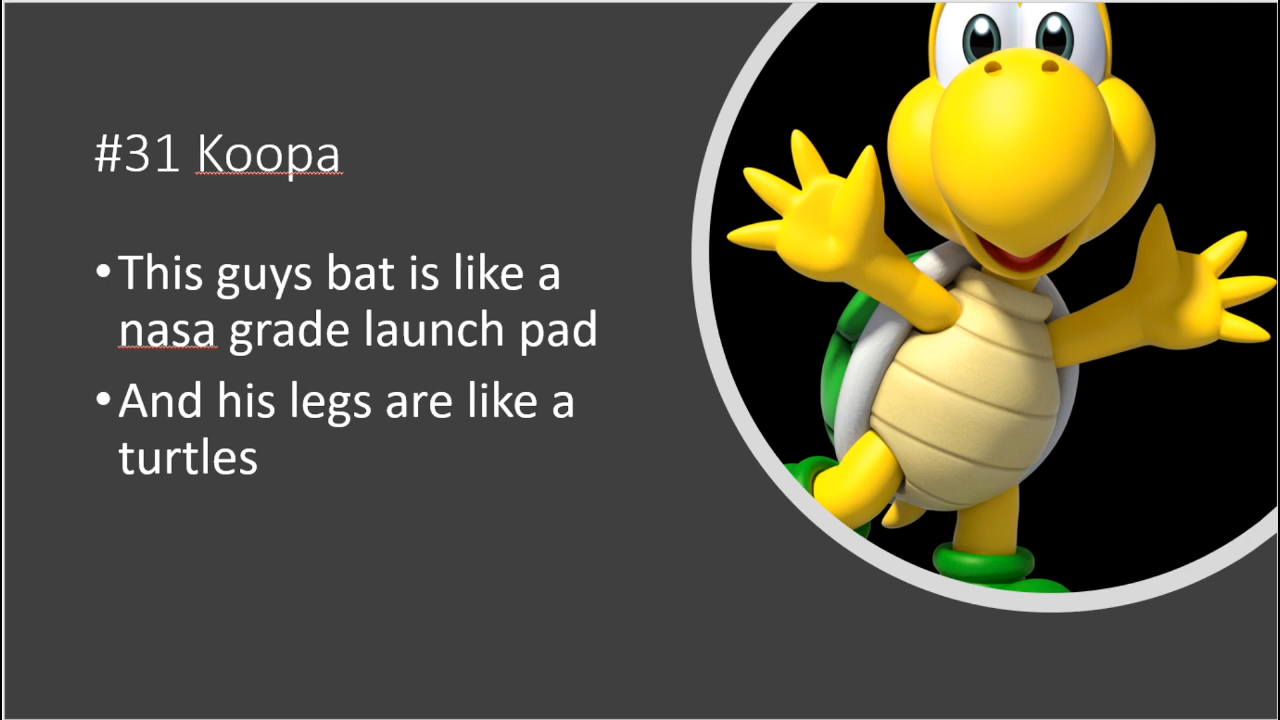 #31 Koopa
•This guys bat is like a
nasa grade launch pad
•And his legs are like a
turtles